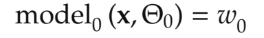 model₀ (𝐱, Θ₀) = w₀